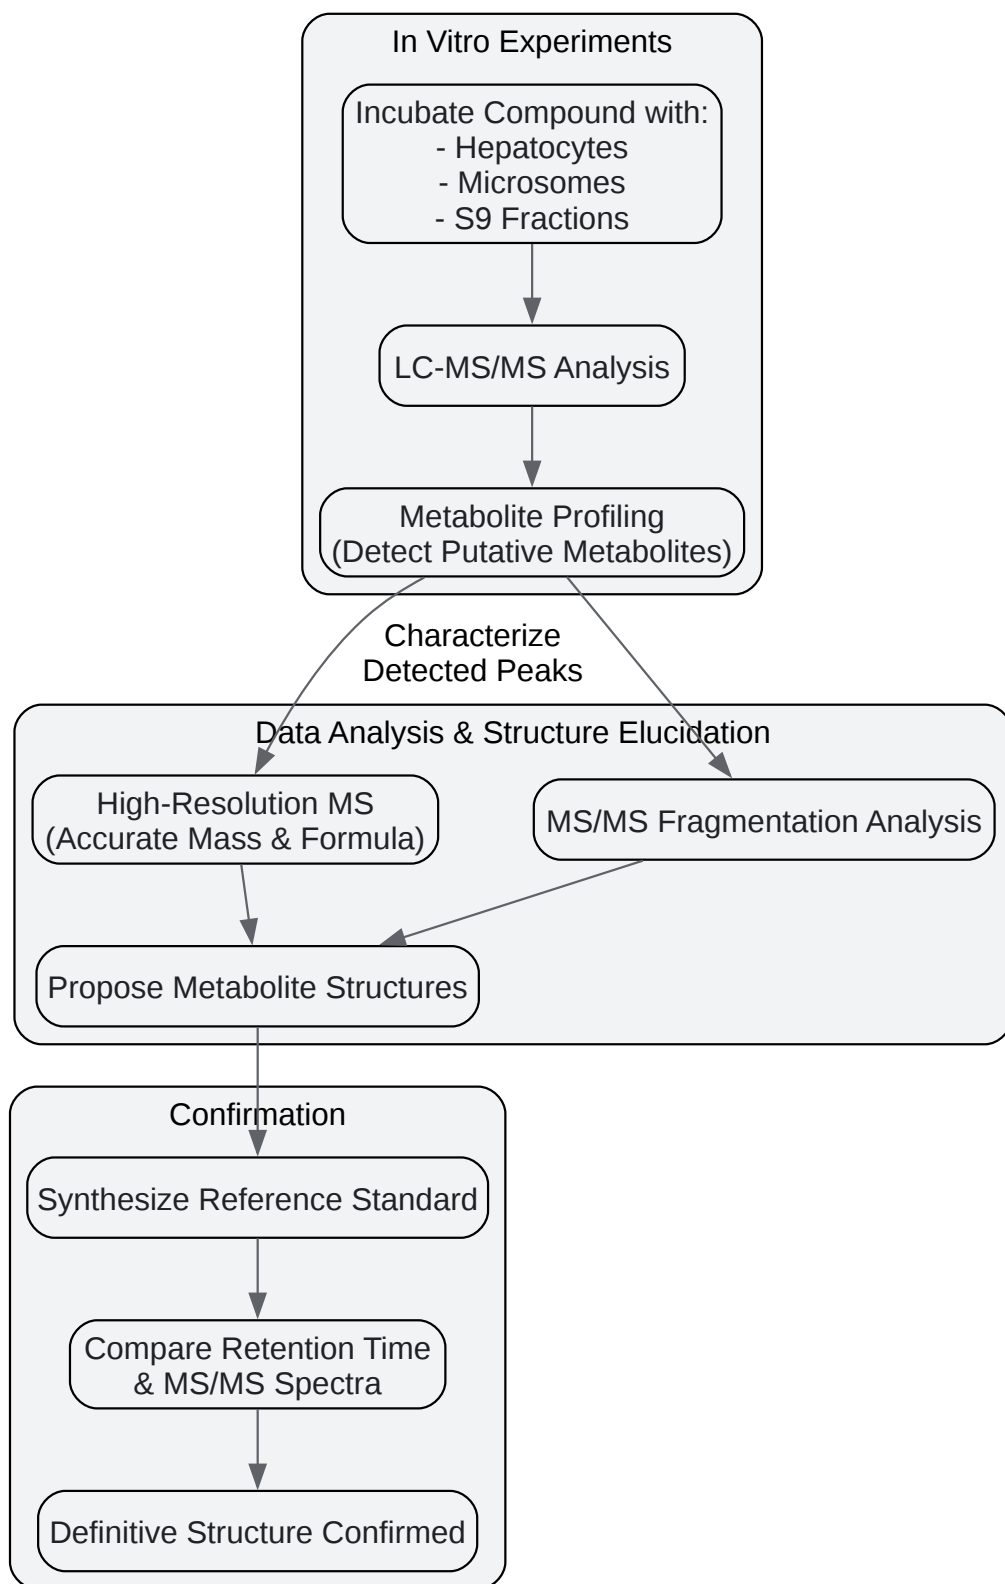 In Vitro Experiments
Incubate Compound with:
- Hepatocytes
- Microsomes
- S9 Fractions
LC-MS/MS Analysis
Metabolite Profiling
(Detect Putative Metabolites)
Characterize
Detected Peaks
Data Analysis & Structure Elucidation
High-Resolution MS
(Accurate Mass & Formula)
MS/MS Fragmentation Analysis
Propose Metabolite Structures
Confirmation
Synthesize Reference Standard
Compare Retention Time
& MS/MS Spectra
Definitive Structure Confirmed